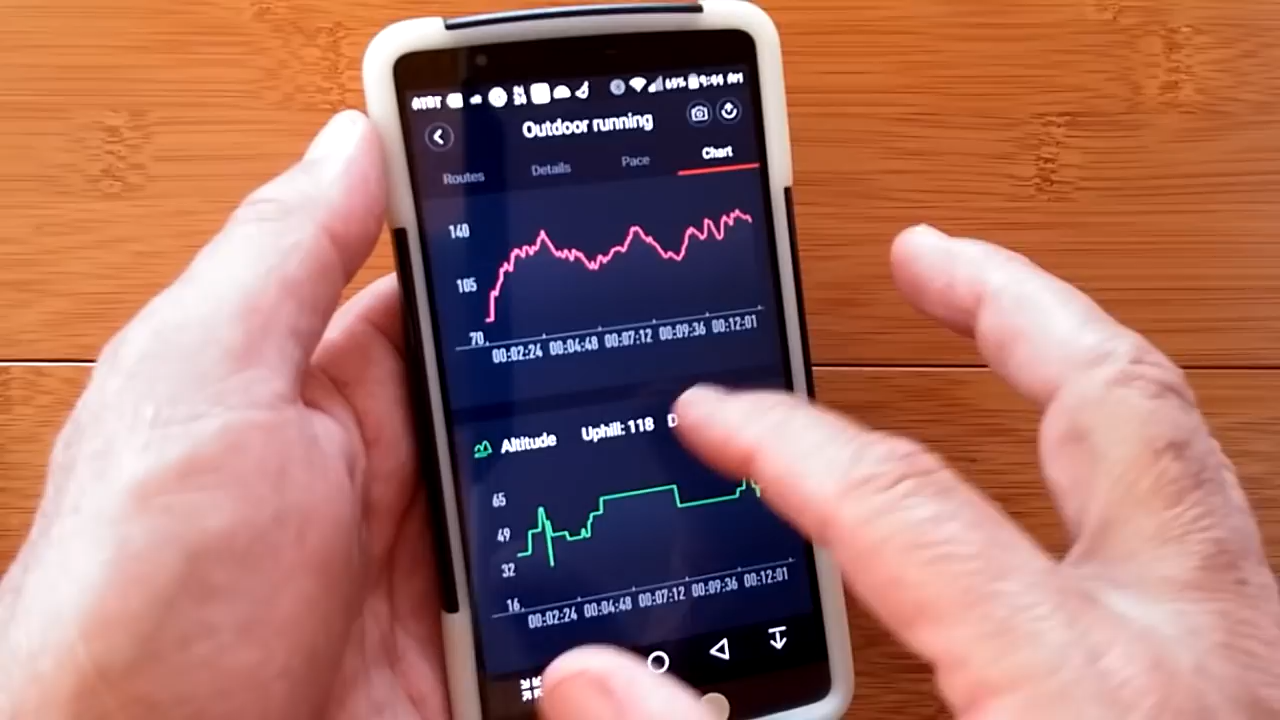 AT&T 65% 9:44 AM
Outdoor running
Routes Details Pace Chart
140
105
70
00:02:24 00:04:48 00:07:12 00:09:36 00:12:01
Altitude Uphill: 118 D
65
49
32
16
00:02:24 00:04:48 00:07:12 00:09:36 00:12:01